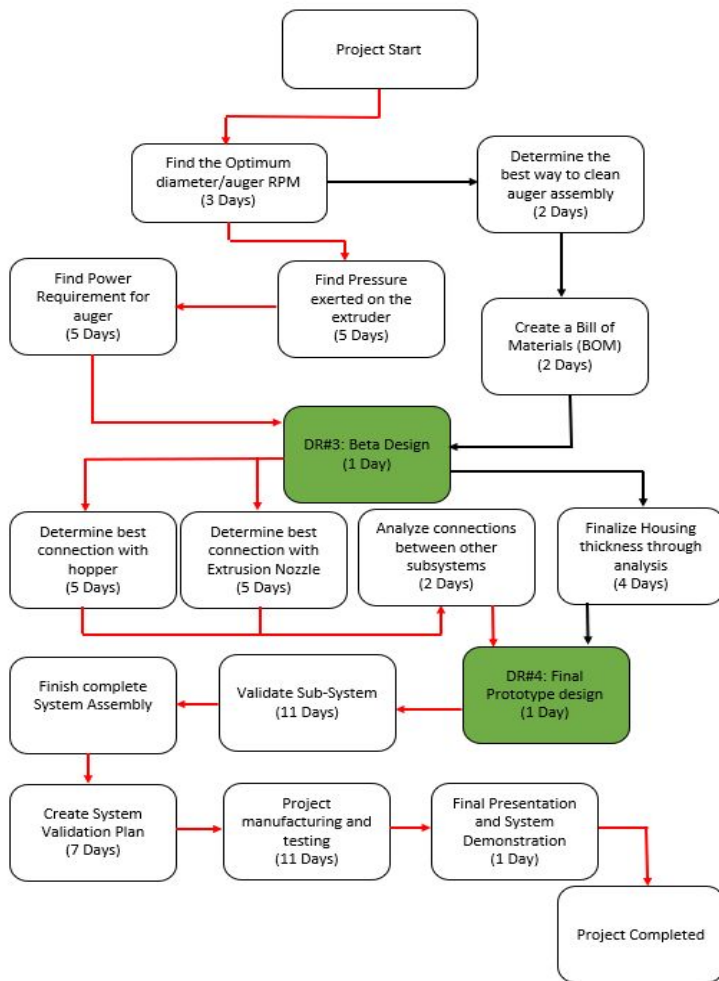 Project Start
Find the Optimum
diameter/auger RPM
(3 Days)
Determine the
best way to clean
auger assembly
(2 Days)
Find Power
Requirement for
auger
(5 Days)
Find Pressure
exerted on the
extruder
(5 Days)
Create a Bill of
Materials (BOM)
(2 Days)
DR#3: Beta Design
(1 Day)
Determine best
connection with
hopper
(5 Days)
Determine best
connection with
Extrusion Nozzle
(5 Days)
Analyze connections
between other
subsystems
(2 Days)
Finalize Housing
thickness through
analysis
(4 Days)
DR#4: Final
Prototype design
(1 Day)
Validate Sub-System
(11 Days)
Finish complete
System Assembly
Create System
Validation Plan
(7 Days)
Project
manufacturing and
testing
(11 Days)
Final Presentation
and System
Demonstration
(1 Day)
Project Completed